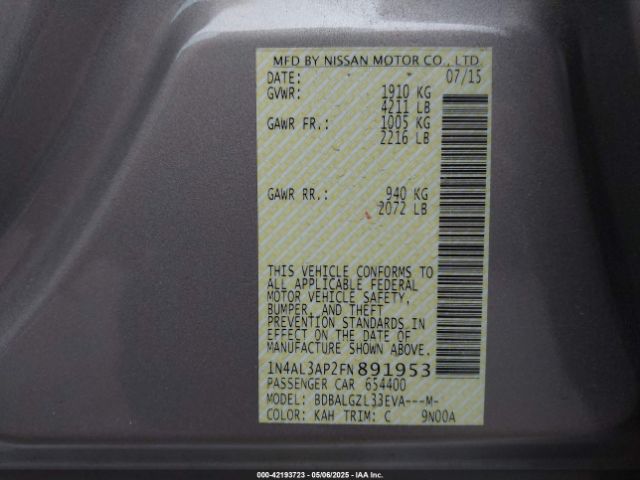 MFD BY NISSAN MOTOR CO., LTD.
DATE: 07/15
GVWR: 1910 KG
4211 LB
GAWR FR.: 1005 KG
2216 LB
GAWR RR.: 940 KG
2072 LB
THIS VEHICLE CONFORMS TO
ALL APPLICABLE FEDERAL
MOTOR VEHICLE SAFETY,
BUMPER, AND THEFT
PREVENTION STANDARDS IN
EFFECT ON THE DATE OF
MANUFACTURE SHOWN ABOVE.
1N4AL3AP2FN891953
PASSENGER CAR 654400
MODEL: BDBALGZL33EVA---M-
COLOR: KAH TRIM: C 9N00A
000-42193723 - 05/06/2025 - IAA Inc.